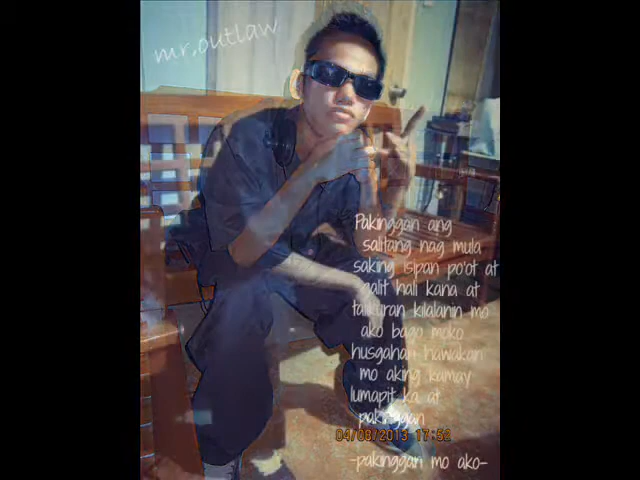 mr.outlaw
Pakinggan ang
salitang nag mula
saking isipan po'ot at
galit hali kana at
talikuran kilalanin mo
ako bago moko
husgahan hawakan
mo aking kamay
lumapit ka at
pakinggan
04/08/2013 17:52
-pakinggan mo ako-